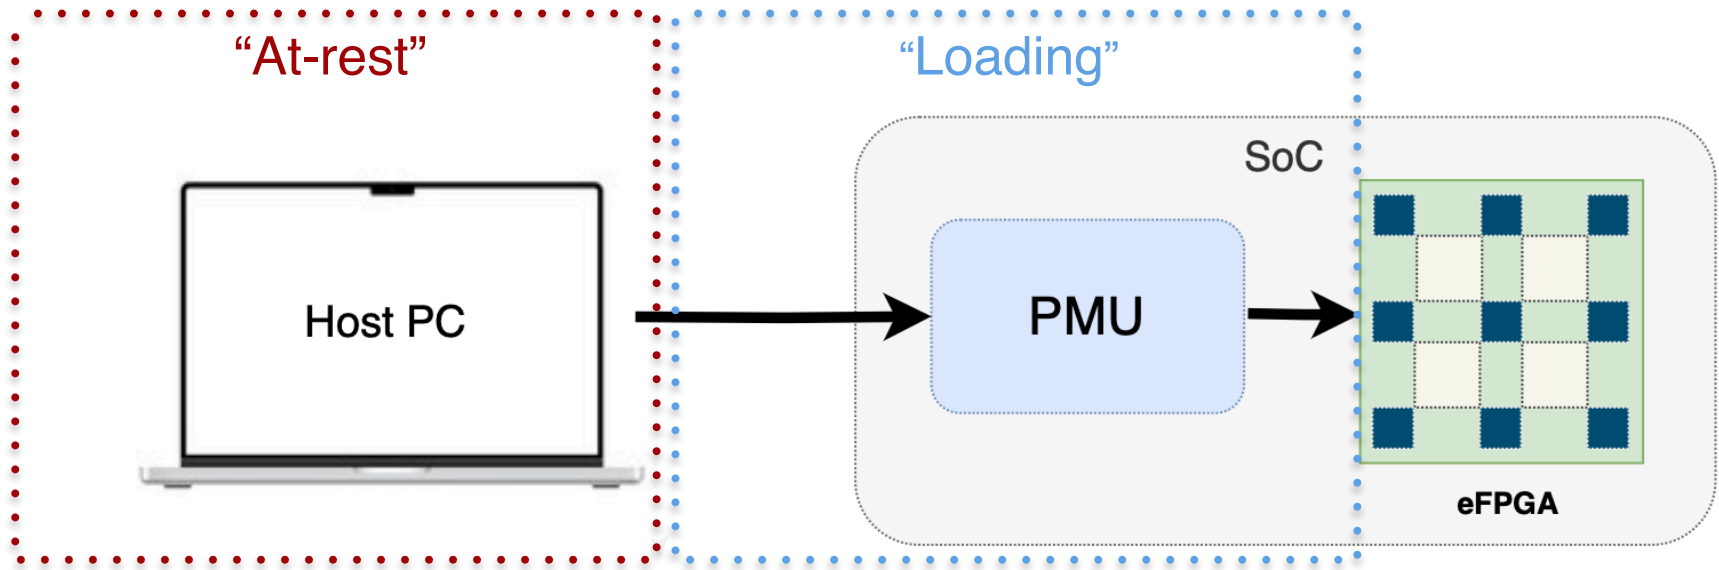 “At-rest”
“Loading”
SoC
Host PC
PMU
eFPGA